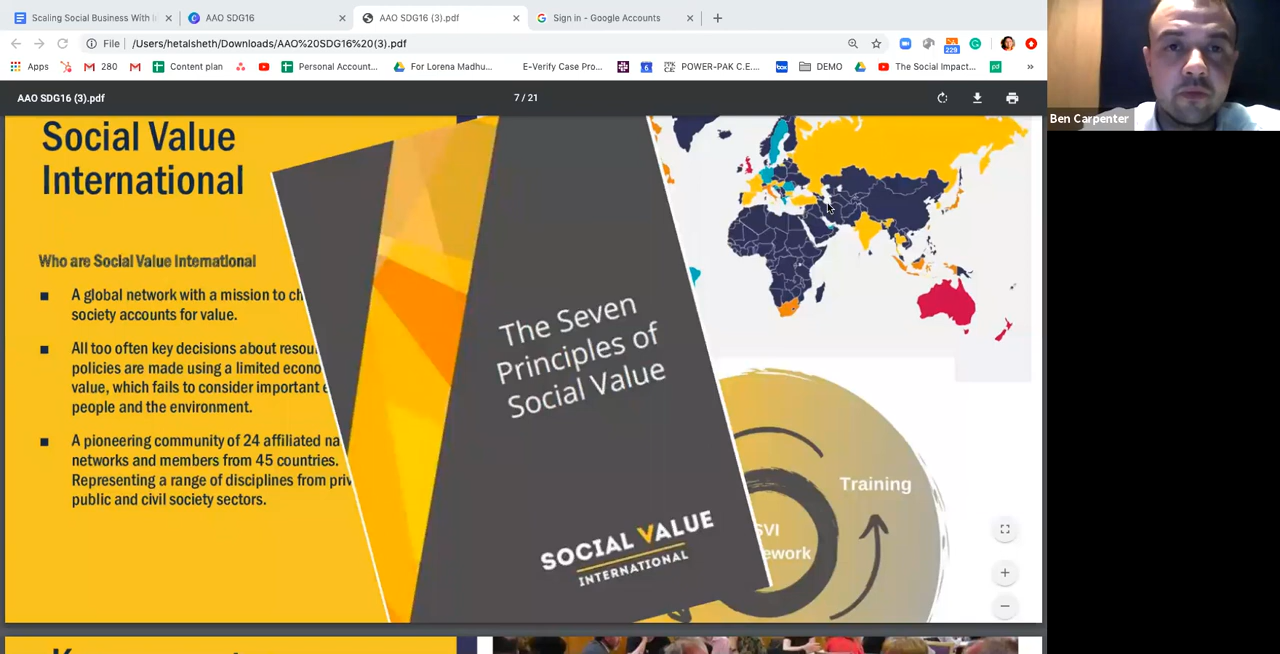 Scaling Social Business With
AAO SDG16
AAO SDG16 (3).pdf
Sign in - Google Accounts
File
/Users/hetalsheth/Downloads/AAO%20SDG16%20(3).pdf
229
Apps
280
Content plan
Personal Account...
For Lorena Madhu...
E-Verify Case Pro...
6
POWER-PAK C.E....
box
DEMO
The Social Impact...
pd
»
AAO SDG16 (3).pdf
7 / 21
Ben Carpenter
Social Value
International
Who are Social Value International
A global network with a mission to ch
society accounts for value.
All too often key decisions about resou
policies are made using a limited econo
value, which fails to consider important e
people and the environment.
A pioneering community of 24 affiliated na
networks and members from 45 countries.
Representing a range of disciplines from priv
public and civil society sectors.
The Seven
Principles of
Social Value
SOCIAL VALUE
INTERNATIONAL
Training
SVI
ework